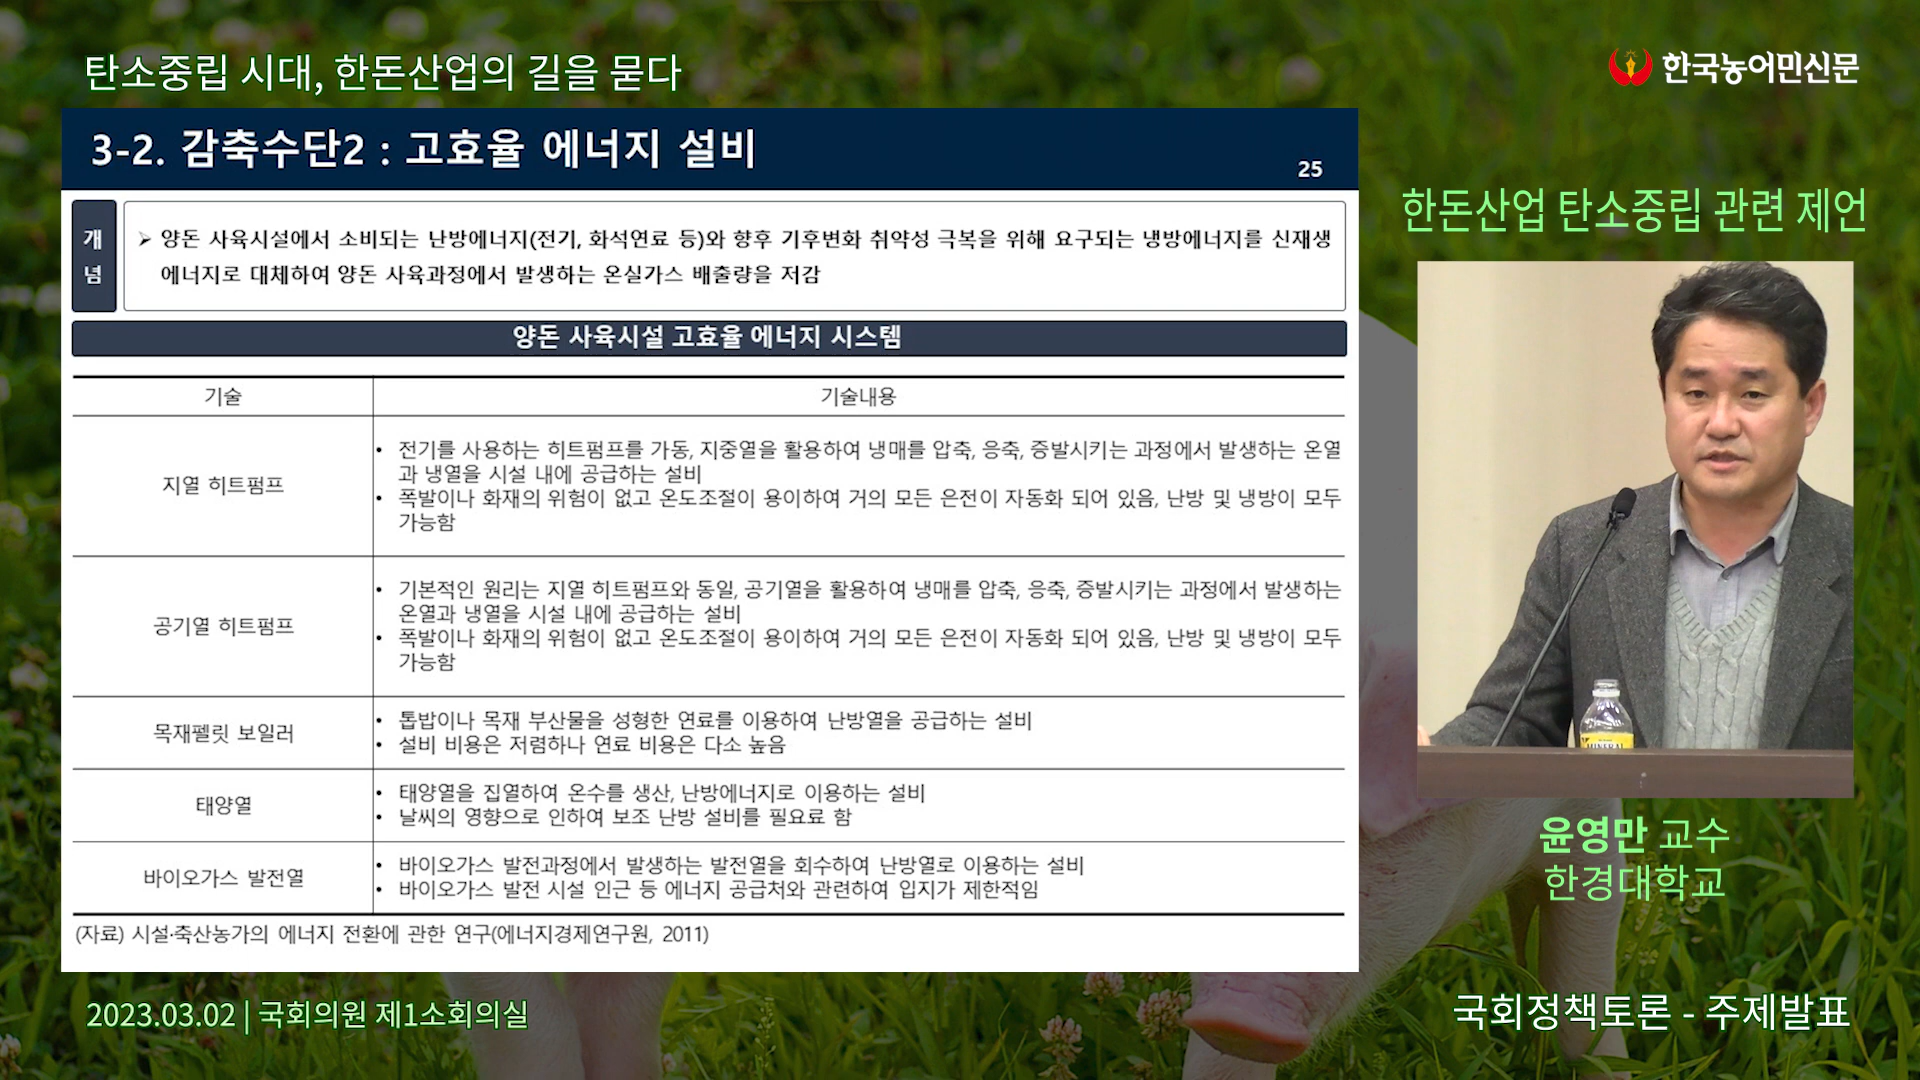 탄소중립 시대, 한돈산업의 길을 묻다
한국농어민신문
3-2. 감축수단2 : 고효율 에너지 설비
25
개
념
➢ 양돈 사육시설에서 소비되는 난방에너지(전기, 화석연료 등)와 향후 기후변화 취약성 극복을 위해 요구되는 냉방에너지를 신재생
에너지로 대체하여 양돈 사육과정에서 발생하는 온실가스 배출량을 저감
양돈 사육시설 고효율 에너지 시스템
기술
기술내용
지열 히트펌프
• 전기를 사용하는 히트펌프를 가동, 지중열을 활용하여 냉매를 압축, 응축, 증발시키는 과정에서 발생하는 온열
과 냉열을 시설 내에 공급하는 설비
• 폭발이나 화재의 위험이 없고 온도조절이 용이하여 거의 모든 은전이 자동화 되어 있음, 난방 및 냉방이 모두
가능함
공기열 히트펌프
• 기본적인 원리는 지열 히트펌프와 동일, 공기열을 활용하여 냉매를 압축, 응축, 증발시키는 과정에서 발생하는
온열과 냉열을 시설 내에 공급하는 설비
• 폭발이나 화재의 위험이 없고 온도조절이 용이하여 거의 모든 은전이 자동화 되어 있음, 난방 및 냉방이 모두
가능함
목재펠릿 보일러
• 톱밥이나 목재 부산물을 성형한 연료를 이용하여 난방열을 공급하는 설비
• 설비 비용은 저렴하나 연료 비용은 다소 높음
태양열
• 태양열을 집열하여 온수를 생산, 난방에너지로 이용하는 설비
• 날씨의 영향으로 인하여 보조 난방 설비를 필요료 함
바이오가스 발전열
• 바이오가스 발전과정에서 발생하는 발전열을 회수하여 난방열로 이용하는 설비
• 바이오가스 발전 시설 인근 등 에너지 공급처와 관련하여 입지가 제한적임
(자료) 시설·축산농가의 에너지 전환에 관한 연구(에너지경제연구원, 2011)
한돈산업 탄소중립 관련 제언
MINERAL
윤영만 교수
한경대학교
2023.03.02 | 국회의원 제1소회의실
국회정책토론 - 주제발표